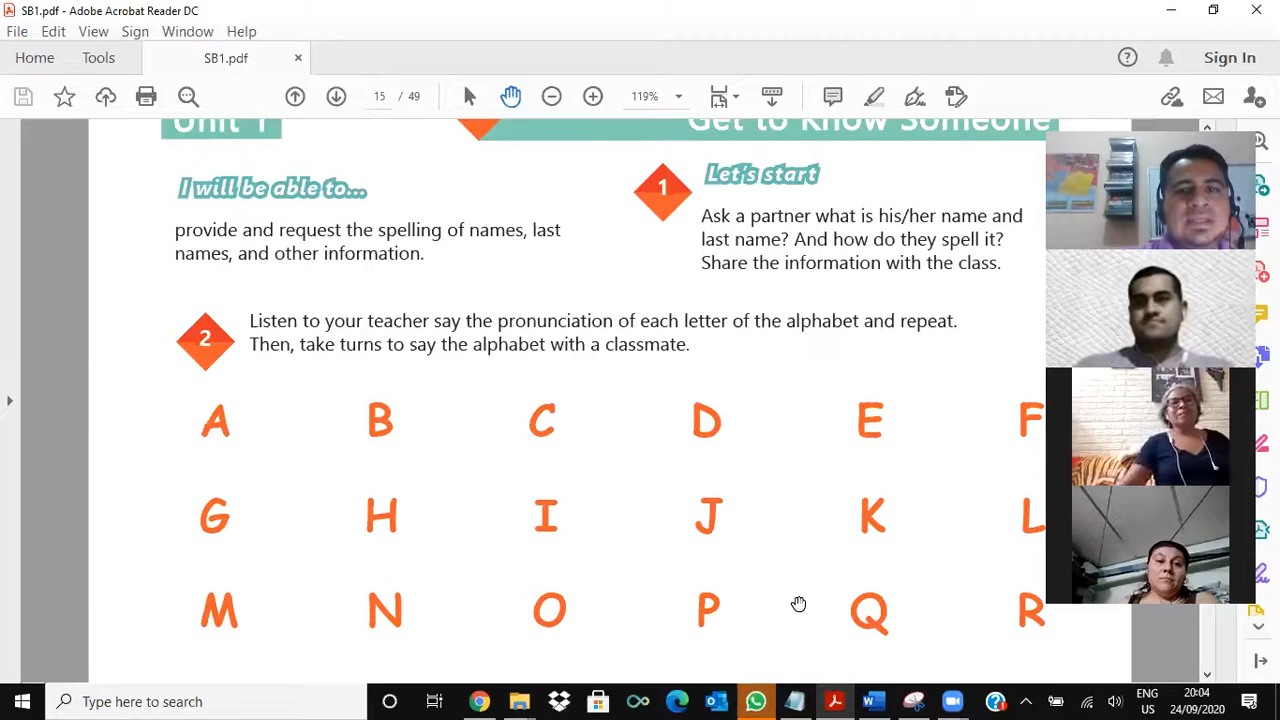 SB1.pdf - Adobe Acrobat Reader DC
File Edit View Sign Window Help
Home Tools SB1.pdf × Sign In
15 / 49 119%
Unit 1 Get to Know Someone
I will be able to...
provide and request the spelling of names, last
names, and other information.
1 Let's start
Ask a partner what is his/her name and
last name? And how do they spell it?
Share the information with the class.
2 Listen to your teacher say the pronunciation of each letter of the alphabet and repeat.
Then, take turns to say the alphabet with a classmate.
A B C D E F
G H I J K L
M N O P Q R
Type here to search
ENG 20:04
US 24/09/2020